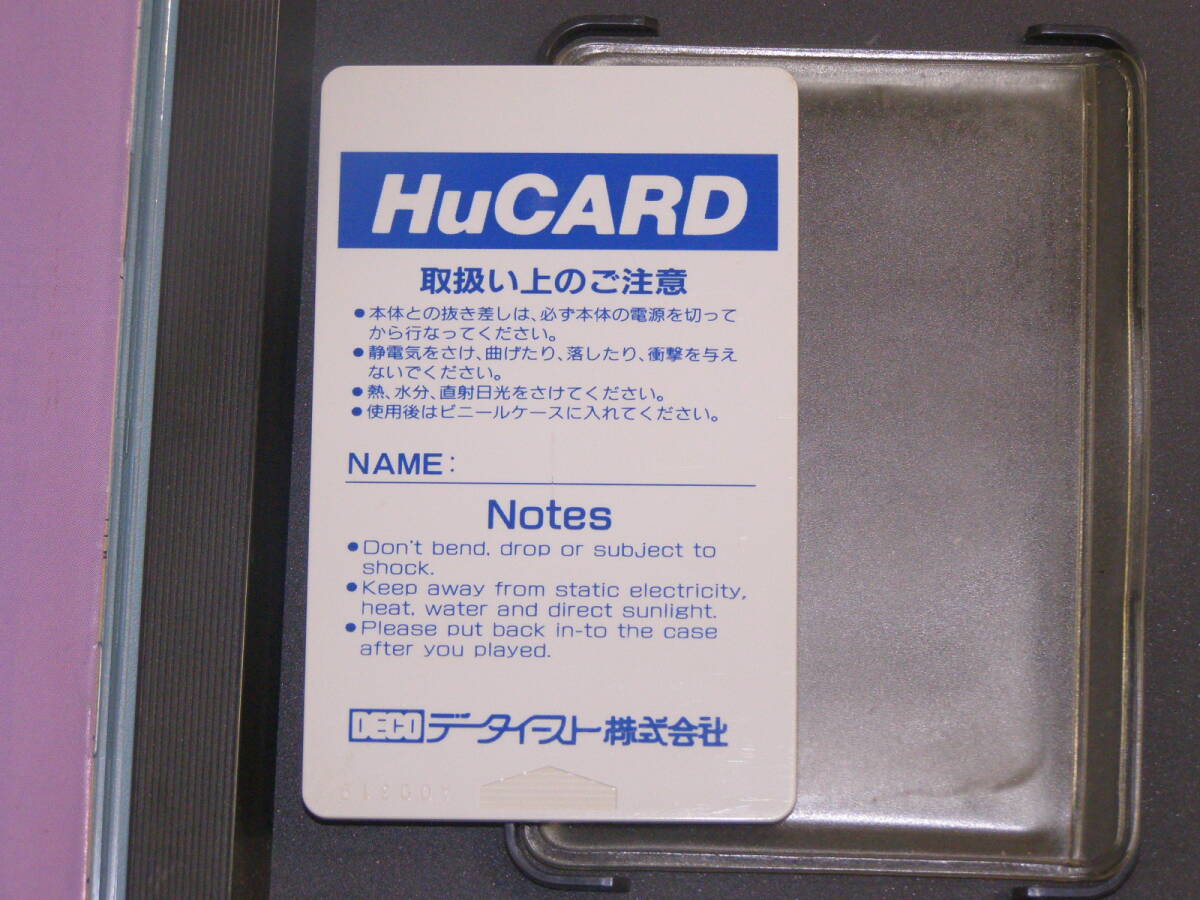 HuCARD
取扱い上のご注意
●本体との抜き差しは、必ず本体の電源を切って
から行なってください。
●静電気をさけ、曲げたり、落したり、衝撃を与え
ないでください。
●熱、水分、直射日光をさけてください。
●使用後はビニールケースに入れてください。
NAME:
Notes
●Don't bend, drop or subject to
shock.
●Keep away from static electricity,
heat, water and direct sunlight.
●Please put back in-to the case
after you played.
DECO データイースト株式会社